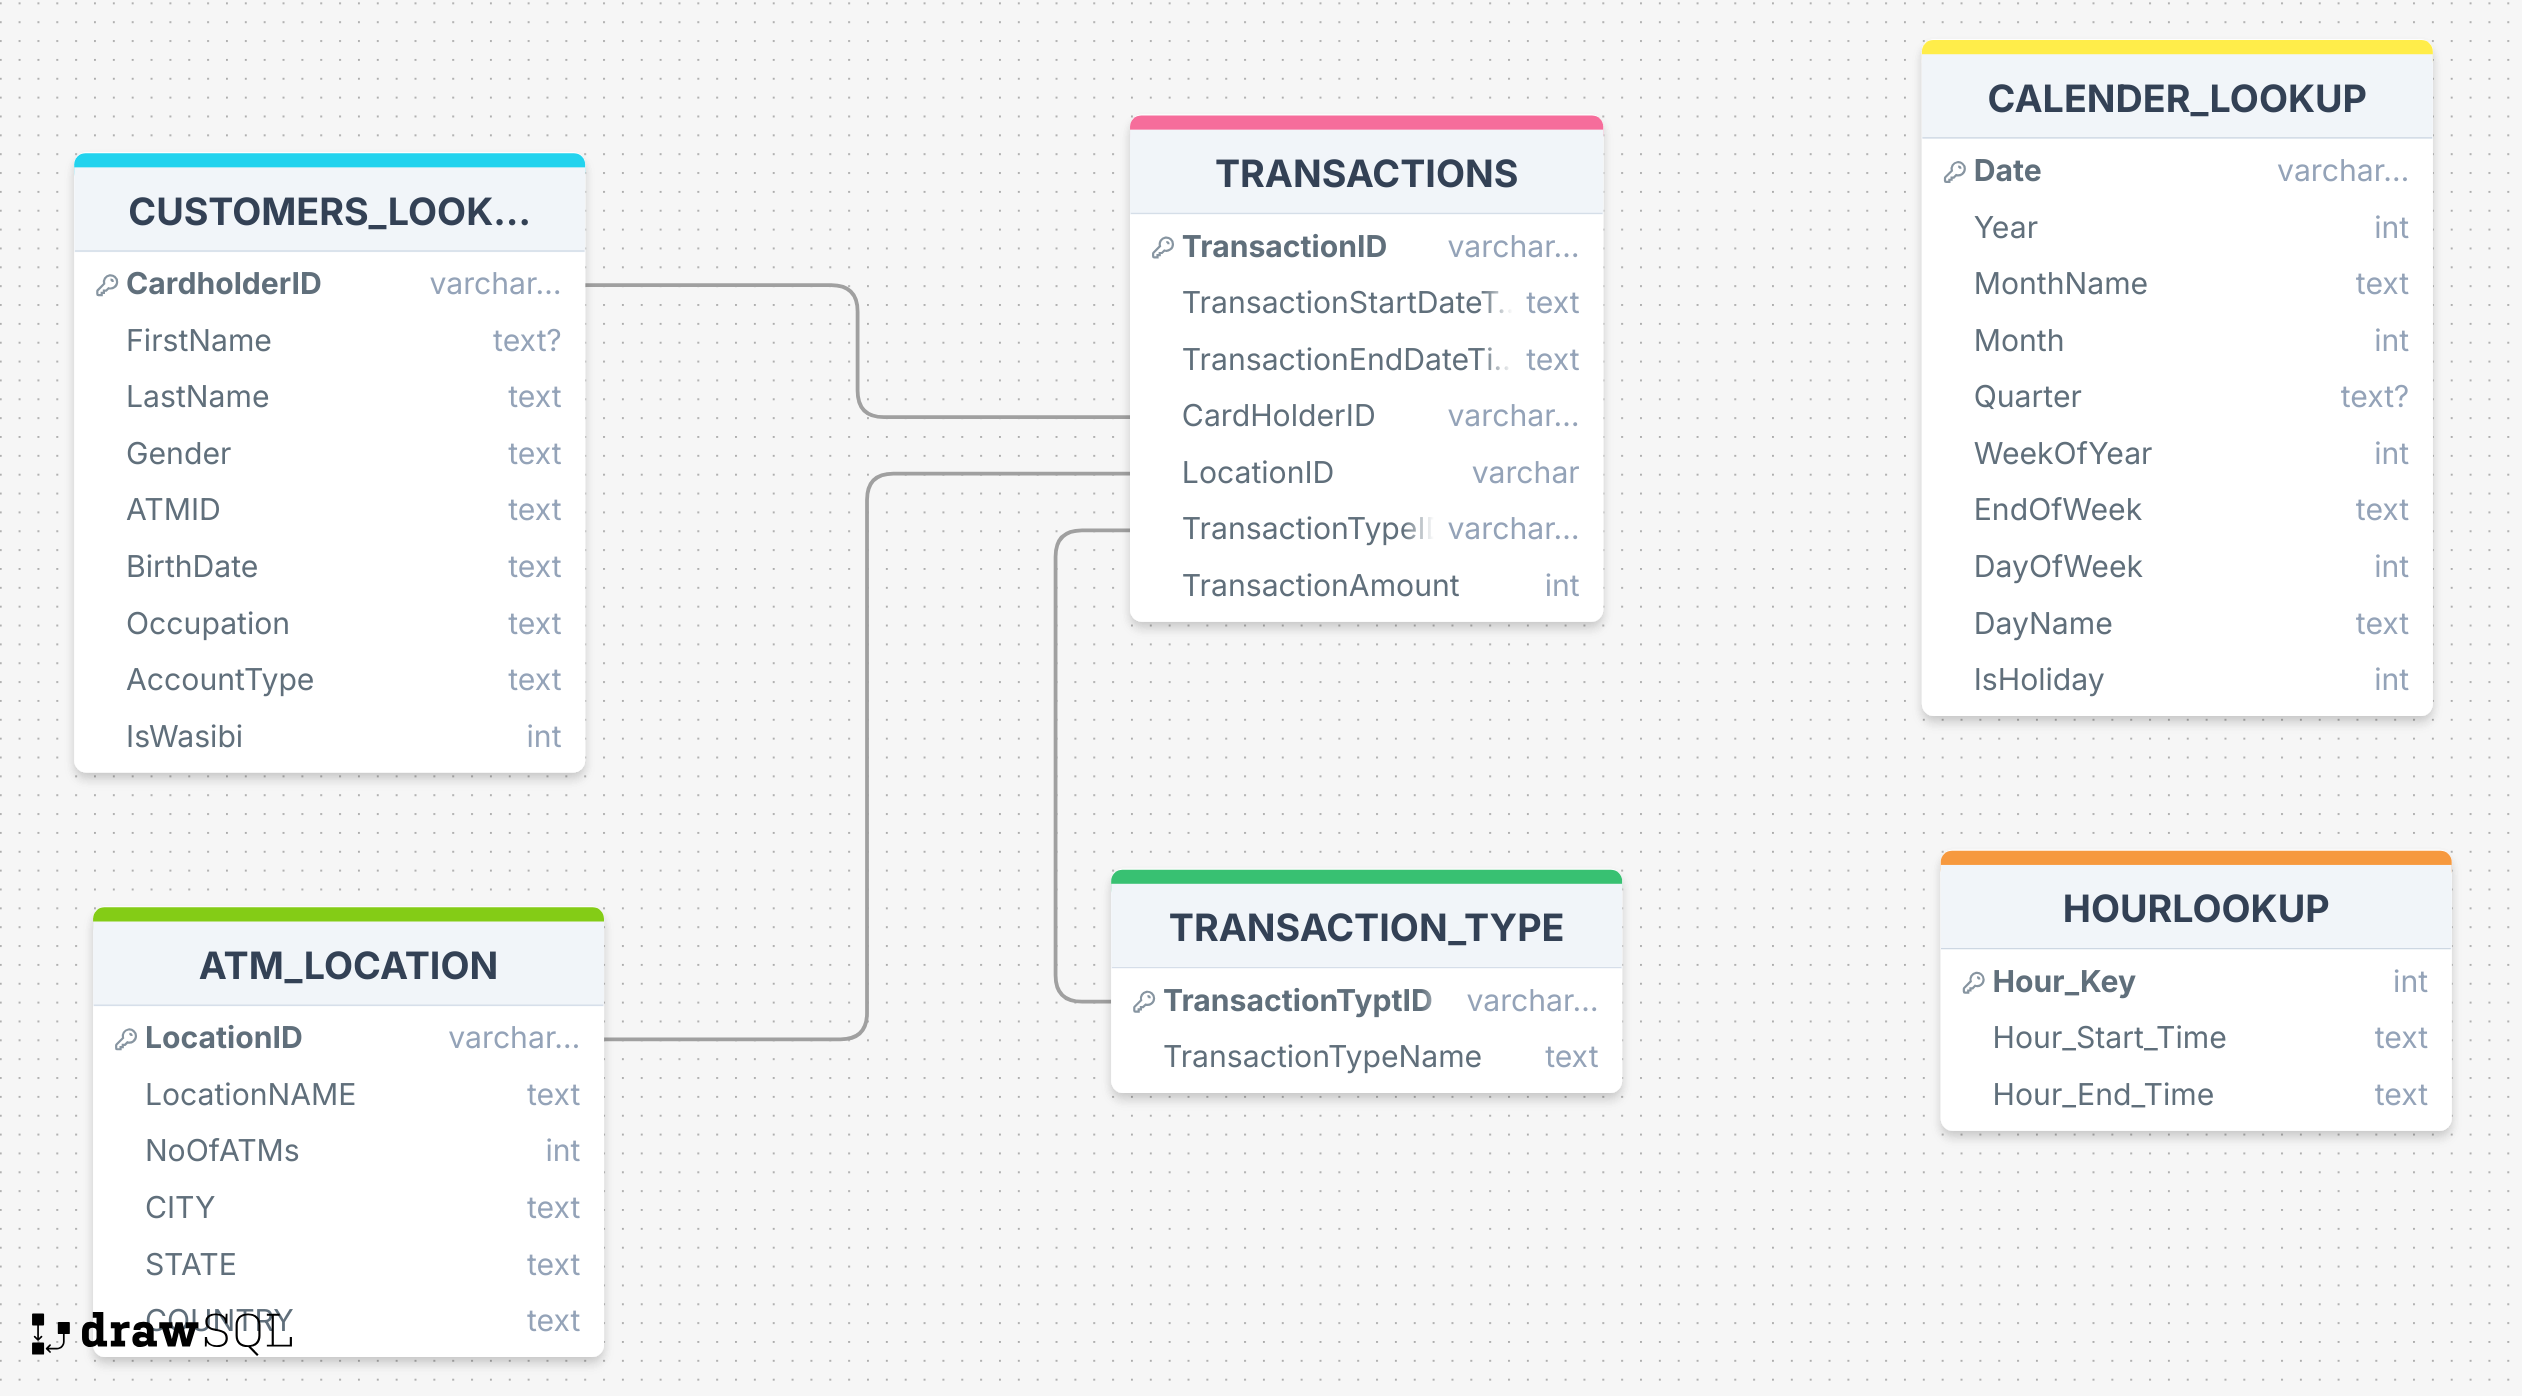 CUSTOMERS_LOOK...
CardholderID varchar...
FirstName text?
LastName text
Gender text
ATMID text
BirthDate text
Occupation text
AccountType text
IsWasibi int
TRANSACTIONS
TransactionID varchar...
TransactionStartDateT.. text
TransactionEndDateTi.. text
CardHolderID varchar...
LocationID varchar
TransactionTypeI varchar...
TransactionAmount int
CALENDER_LOOKUP
Date varchar...
Year int
MonthName text
Month int
Quarter text?
WeekOfYear int
EndOfWeek text
DayOfWeek int
DayName text
IsHoliday int
ATM_LOCATION
LocationID varchar...
LocationNAME text
NoOfATMs int
CITY text
STATE text
COUNTRY text
TRANSACTION_TYPE
TransactionTyptID varchar...
TransactionTypeName text
HOURLOOKUP
Hour_Key int
Hour_Start_Time text
Hour_End_Time text
drawSQL